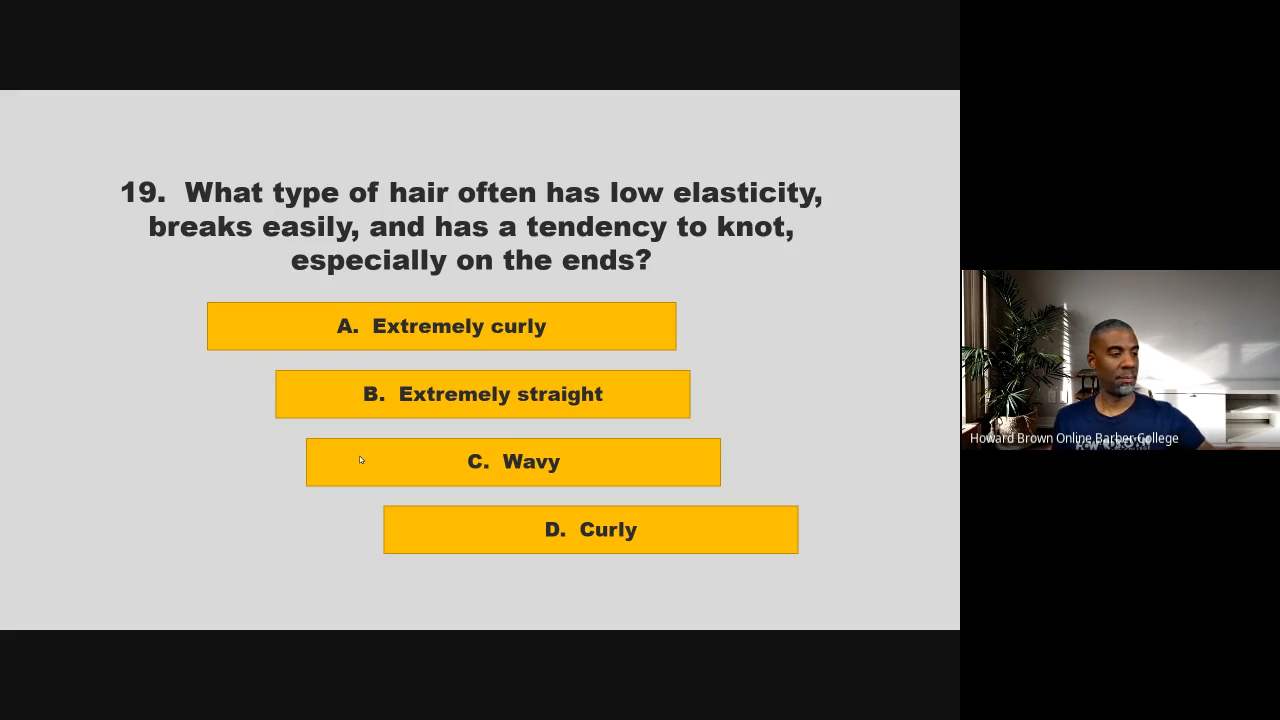 19. What type of hair often has low elasticity,
breaks easily, and has a tendency to knot,
especially on the ends?
A. Extremely curly
B. Extremely straight
C. Wavy
D. Curly
Howard Brown Online Barber College